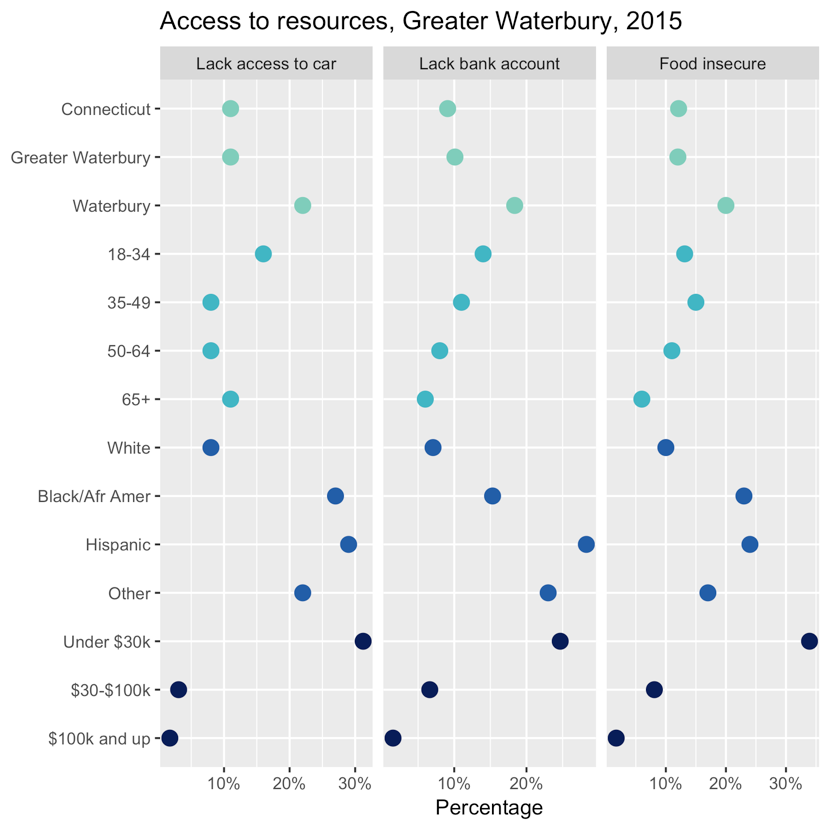 Access to resources, Greater Waterbury, 2015
Lack access to car
Lack bank account
Food insecure
Connecticut
Greater Waterbury
Waterbury
18-34
35-49
50-64
65+
White
Black/Afr Amer
Hispanic
Other
Under $30k
$30-$100k
$100k and up
10% 20% 30%
10% 20%
10% 20% 30%
Percentage